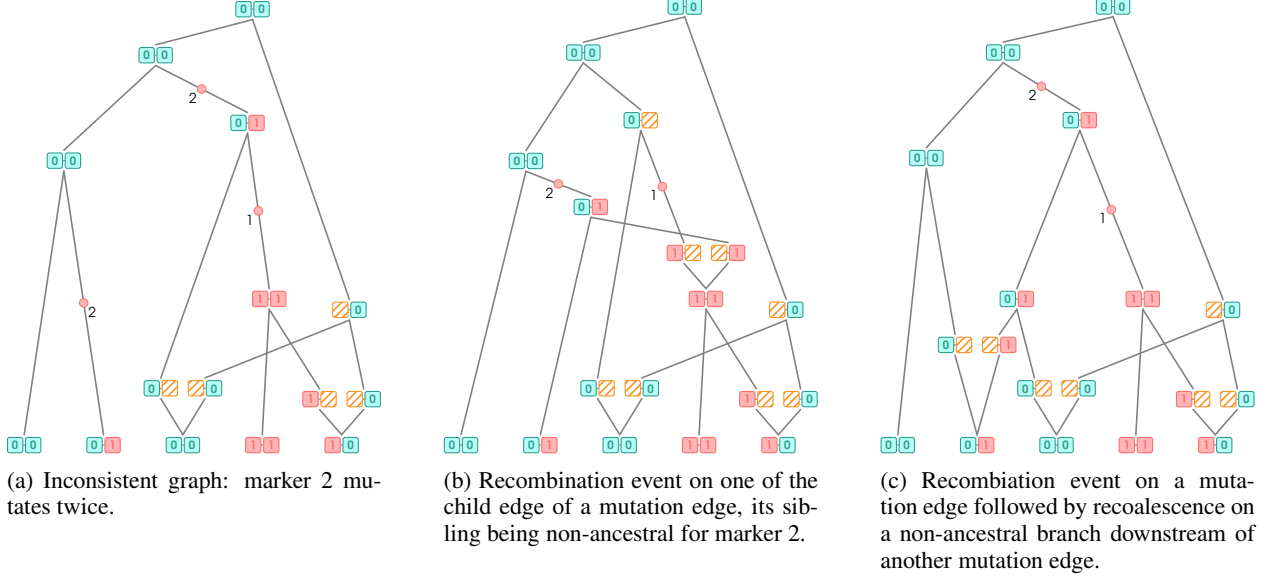 0 0
0 0
2
0 1
0 0
1
1 1
2
0
0 0
1 0
0 0 0 1 0 0 1 1 1 0
(a) Inconsistent graph: marker 2 mu-
tates twice.
0 0
0 0
0
0 0
2 1
0 1
1 1
1 1
0
0 0
1 0
0 0 0 1 0 0 1 1 1 0
(b) Recombination event on one of the
child edge of a mutation edge, its sib-
ling being non-ancestral for marker 2.
0 0
0 0
2
0 1
0 0
1
0 1 1 1
0
0 1
0 0
1 0
0 0 0 1 0 0 1 1 1 0
(c) Recombiation event on a muta-
tion edge followed by recoalescence on
a non-ancestral branch downstream of
another mutation edge.